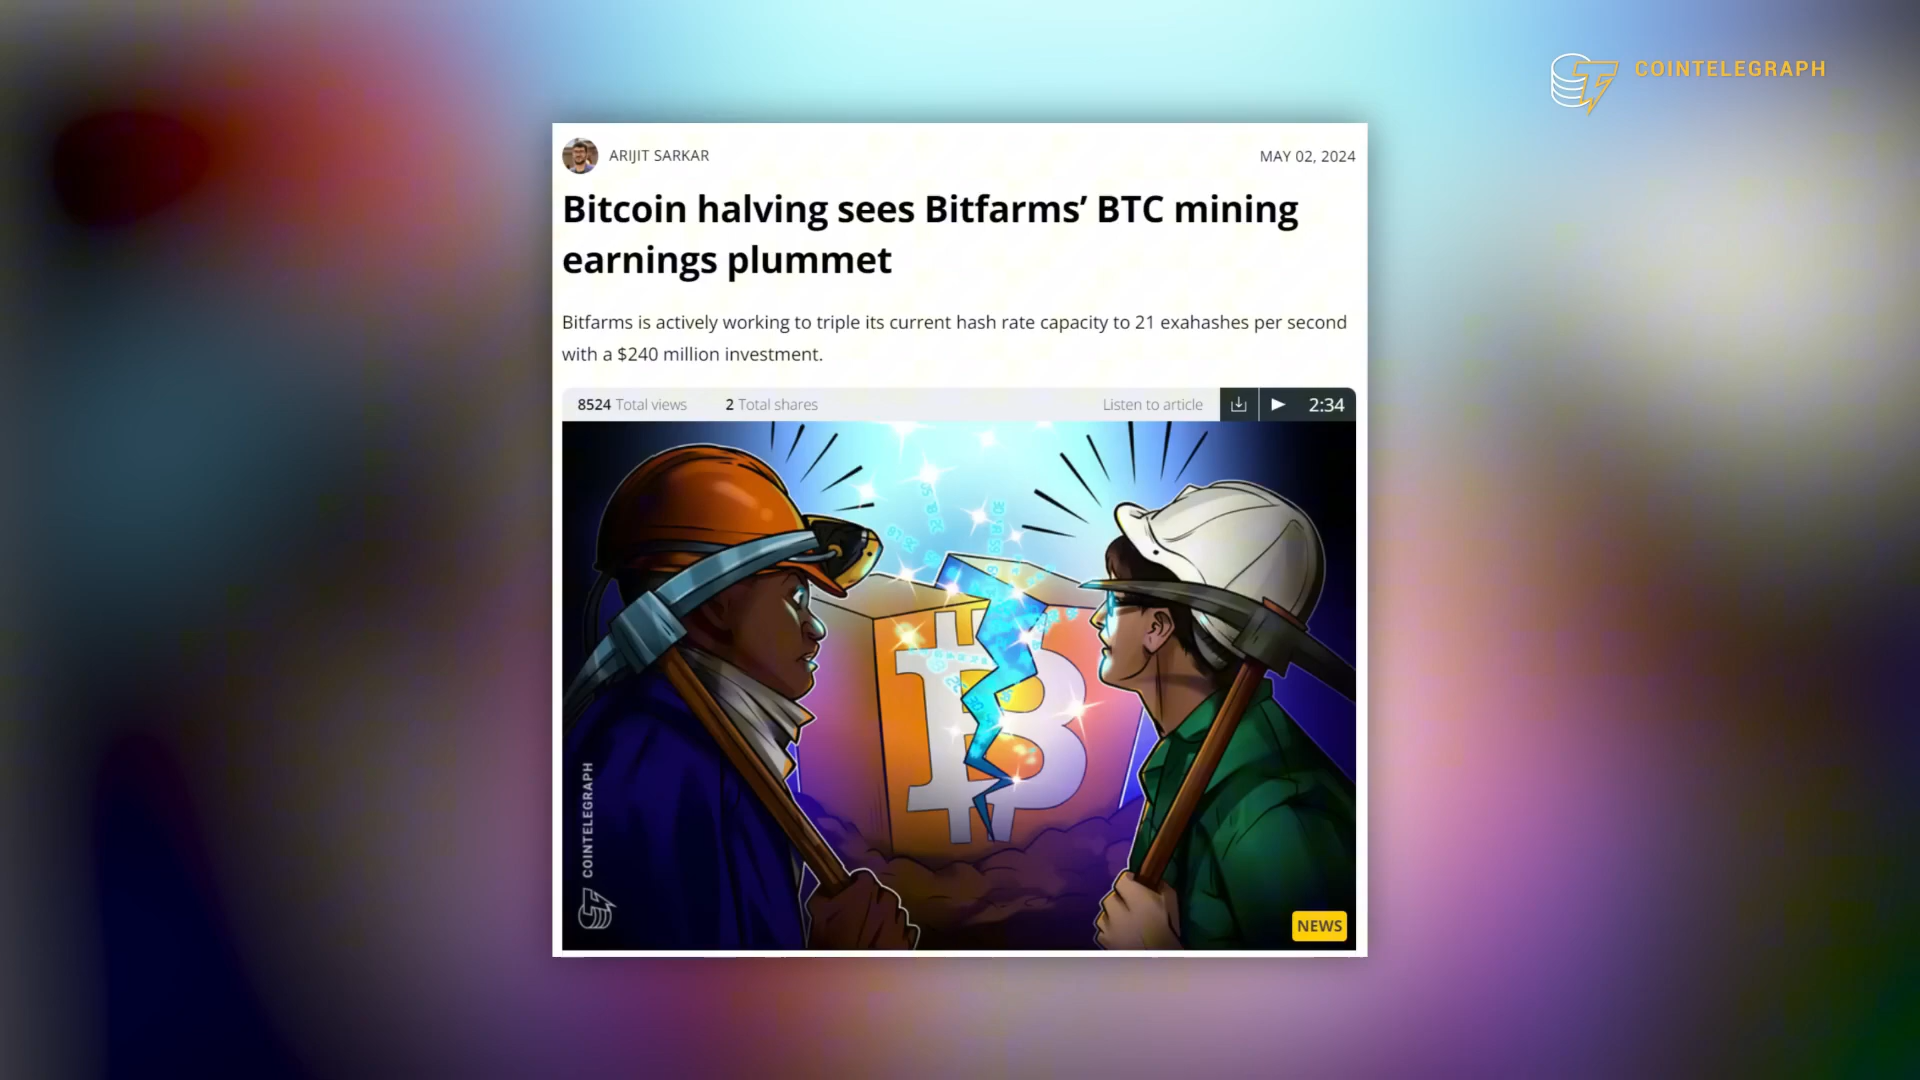 COINTELEGRAPH
ARIJIT SARKAR
MAY 02, 2024
Bitcoin halving sees Bitfarms’ BTC mining
earnings plummet
Bitfarms is actively working to triple its current hash rate capacity to 21 exahashes per second
with a $240 million investment.
8524 Total views
2 Total shares
Listen to article
2:34
COINTELEGRAPH
NEWS